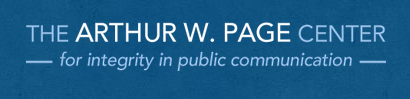 THE ARTHUR W. PAGE CENTER
for integrity in public communication